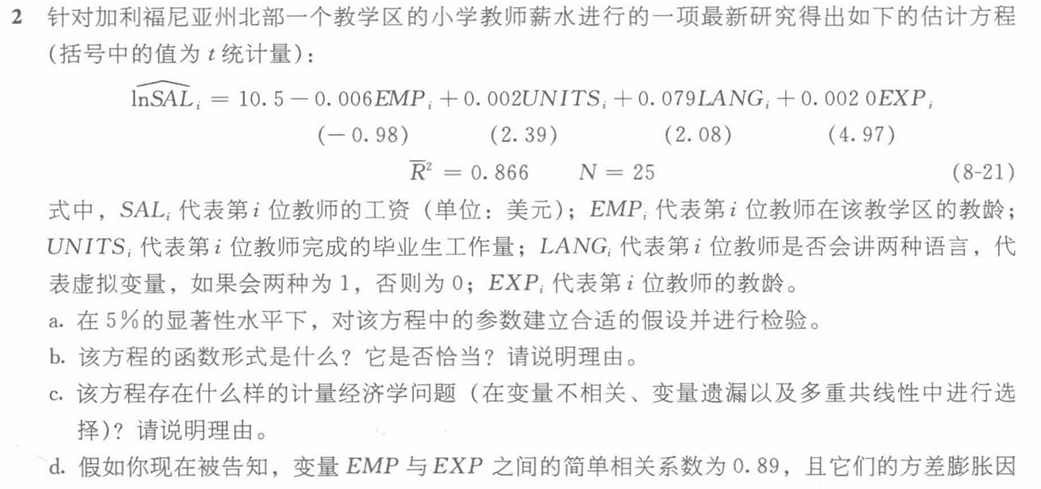 2 针对加利福尼亚州北部一个教学区的小学教师薪水进行的一项最新研究得出如下的估计方程
(括号中的值为 t 统计量):
\widehat{lnSAL}_i = 10.5 − 0.006EMP_i + 0.002UNITS_i + 0.079LANG_i + 0.002 0EXP_i
(−0.98) (2.39) (2.08) (4.97)
R̅² = 0.866 N = 25 (8-21)
式中，SAL_i 代表第 i 位教师的工资（单位：美元）；EMP_i 代表第 i 位教师在该教学区的教龄；
UNITS_i 代表第 i 位教师完成的毕业生工作量；LANG_i 代表第 i 位教师是否会讲两种语言，代
表虚拟变量，如果会两种为 1，否则为 0；EXP_i 代表第 i 位教师的教龄。
a. 在 5%的显著性水平下，对该方程中的参数建立合适的假设并进行检验。
b. 该方程的函数形式是什么？它是否恰当？请说明理由。
c. 该方程存在什么样的计量经济学问题（在变量不相关、变量遗漏以及多重共线性中进行选
择）？请说明理由。
d. 假如你现在被告知，变量 EMP 与 EXP 之间的简单相关系数为 0.89，且它们的方差膨胀因